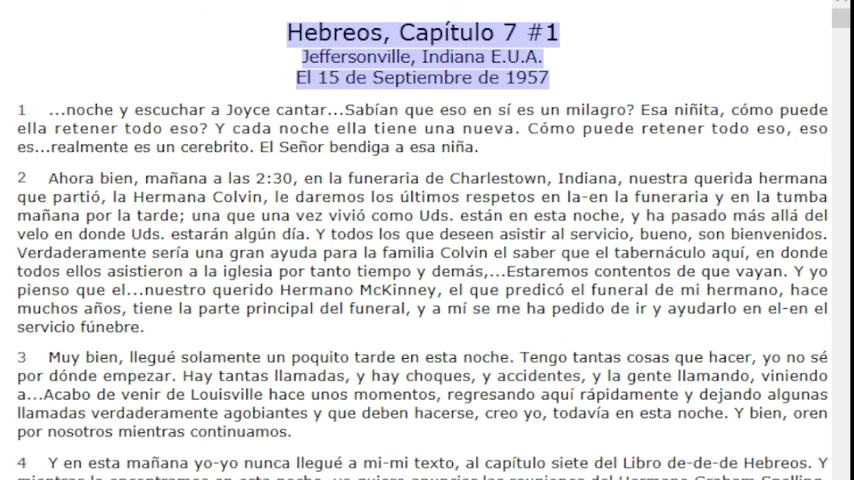 Hebreos, Capítulo 7 #1
Jeffersonville, Indiana E.U.A.
El 15 de Septiembre de 1957
1 ...noche y escuchar a Joyce cantar...Sabían que eso en sí es un milagro? Esa niñita, cómo puede
ella retener todo eso? Y cada noche ella tiene una nueva. Cómo puede retener todo eso, eso
es...realmente es un cerebrito. El Señor bendiga a esa niña.
2 Ahora bien, mañana a las 2:30, en la funeraria de Charlestown, Indiana, nuestra querida hermana
que partió, la Hermana Colvin, le daremos los últimos respetos en la-en la funeraria y en la tumba
mañana por la tarde; una que una vez vivió como Uds. están en esta noche, y ha pasado más allá del
velo en donde Uds. estarán algún día. Y todos los que deseen asistir al servicio, bueno, son bienvenidos.
Verdaderamente sería una gran ayuda para la familia Colvin el saber que el tabernáculo aquí, en donde
todos ellos asistieron a la iglesia por tanto tiempo y demás,...Estaremos contentos de que vayan. Y yo
pienso que el...nuestro querido Hermano McKinney, el que predicó el funeral de mi hermano, hace
muchos años, tiene la parte principal del funeral, y a mí se me ha pedido de ir y ayudarlo en el-en el
servicio fúnebre.
3 Muy bien, llegué solamente un poquito tarde en esta noche. Tengo tantas cosas que hacer, yo no sé
por dónde empezar. Hay tantas llamadas, y hay choques, y accidentes, y la gente llamando, viniendo
a...Acabo de venir de Louisville hace unos momentos, regresando aquí rápidamente y dejando algunas
llamadas verdaderamente agobiantes y que deben hacerse, creo yo, todavía en esta noche. Y bien, oren
por nosotros mientras continuamos.
4 Y en esta mañana yo-yo nunca llegué a mi-mi texto, al capítulo siete del Libro de-de-de Hebreos. Y